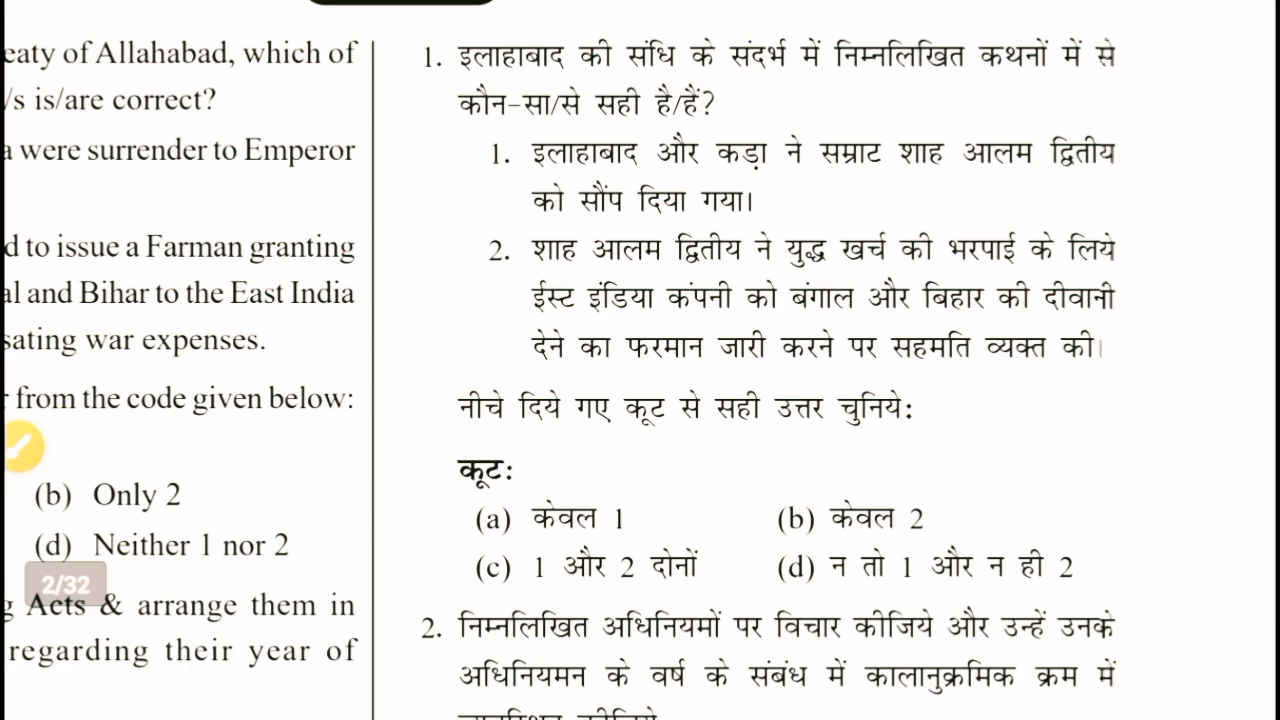 eaty of Allahabad, which of
/s is/are correct?
a were surrender to Emperor
d to issue a Farman granting
al and Bihar to the East India
sating war expenses.
from the code given below:
(b) Only 2
(d) Neither 1 nor 2
2/32
g Acts & arrange them in
regarding their year of
1. इलाहाबाद की संधि के संदर्भ में निम्नलिखित कथनों में से
कौन-सा/से सही है/हैं?
1. इलाहाबाद और कड़ा ने सम्राट शाह आलम द्वितीय
को सौंप दिया गया।
2. शाह आलम द्वितीय ने युद्ध खर्च की भरपाई के लिये
ईस्ट इंडिया कंपनी को बंगाल और बिहार की दीवानी
देने का फरमान जारी करने पर सहमति व्यक्त की।
नीचे दिये गए कूट से सही उत्तर चुनिये:
कूट:
(a) केवल 1 (b) केवल 2
(c) 1 और 2 दोनों (d) न तो 1 और न ही 2
2. निम्नलिखित अधिनियमों पर विचार कीजिये और उन्हें उनके
अधिनियमन के वर्ष के संबंध में कालानुक्रमिक क्रम में